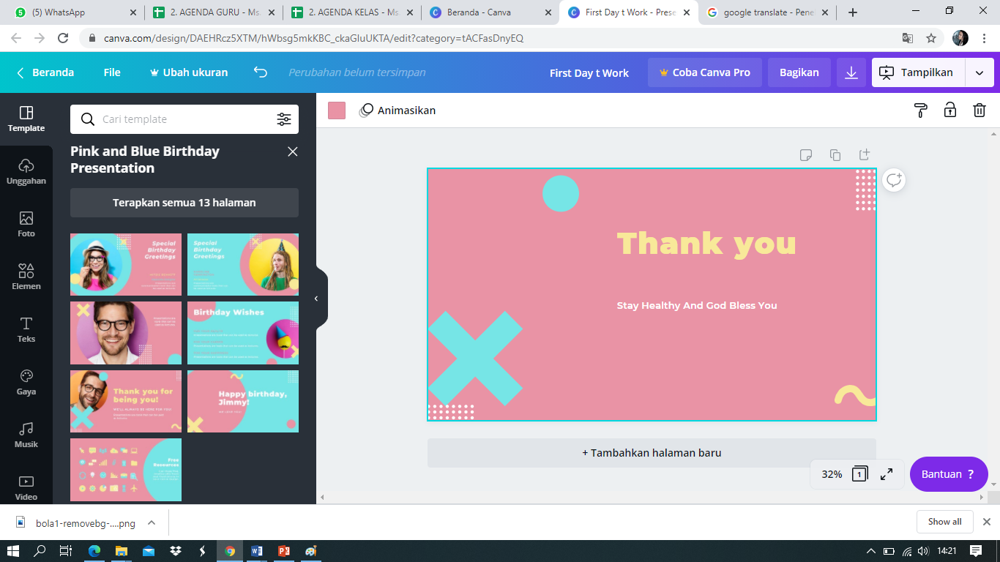 (5) WhatsApp
2. AGENDA GURU - Ms.
2. AGENDA KELAS - Ms.
Beranda - Canva
First Day t Work - Prese
google translate - Pene
canva.com/design/DAEHRcz5XTM/hWbsg5mkKBC_ckaGluUKTA/edit?category=tACFasDnyEQ
Beranda
File
Ubah ukuran
Perubahan belum tersimpan
First Day t Work
Coba Canva Pro
Bagikan
Tampilkan
Template
Unggahan
Foto
Elemen
Teks
Gaya
Musik
Video
Cari template
Pink and Blue Birthday
Presentation
Terapkan semua 13 halaman
Special
Birthday
Greetings
Special
Birthday
Greetings
Birthday Wishes
Thank you for
being you!
Happy birthday,
Jimmy!
Free
Resources
Animasikan
Thank you
Stay Healthy And God Bless You
+ Tambahkan halaman baru
32%
1
Bantuan ?
bola1-removebg-....png
Show all
14:21